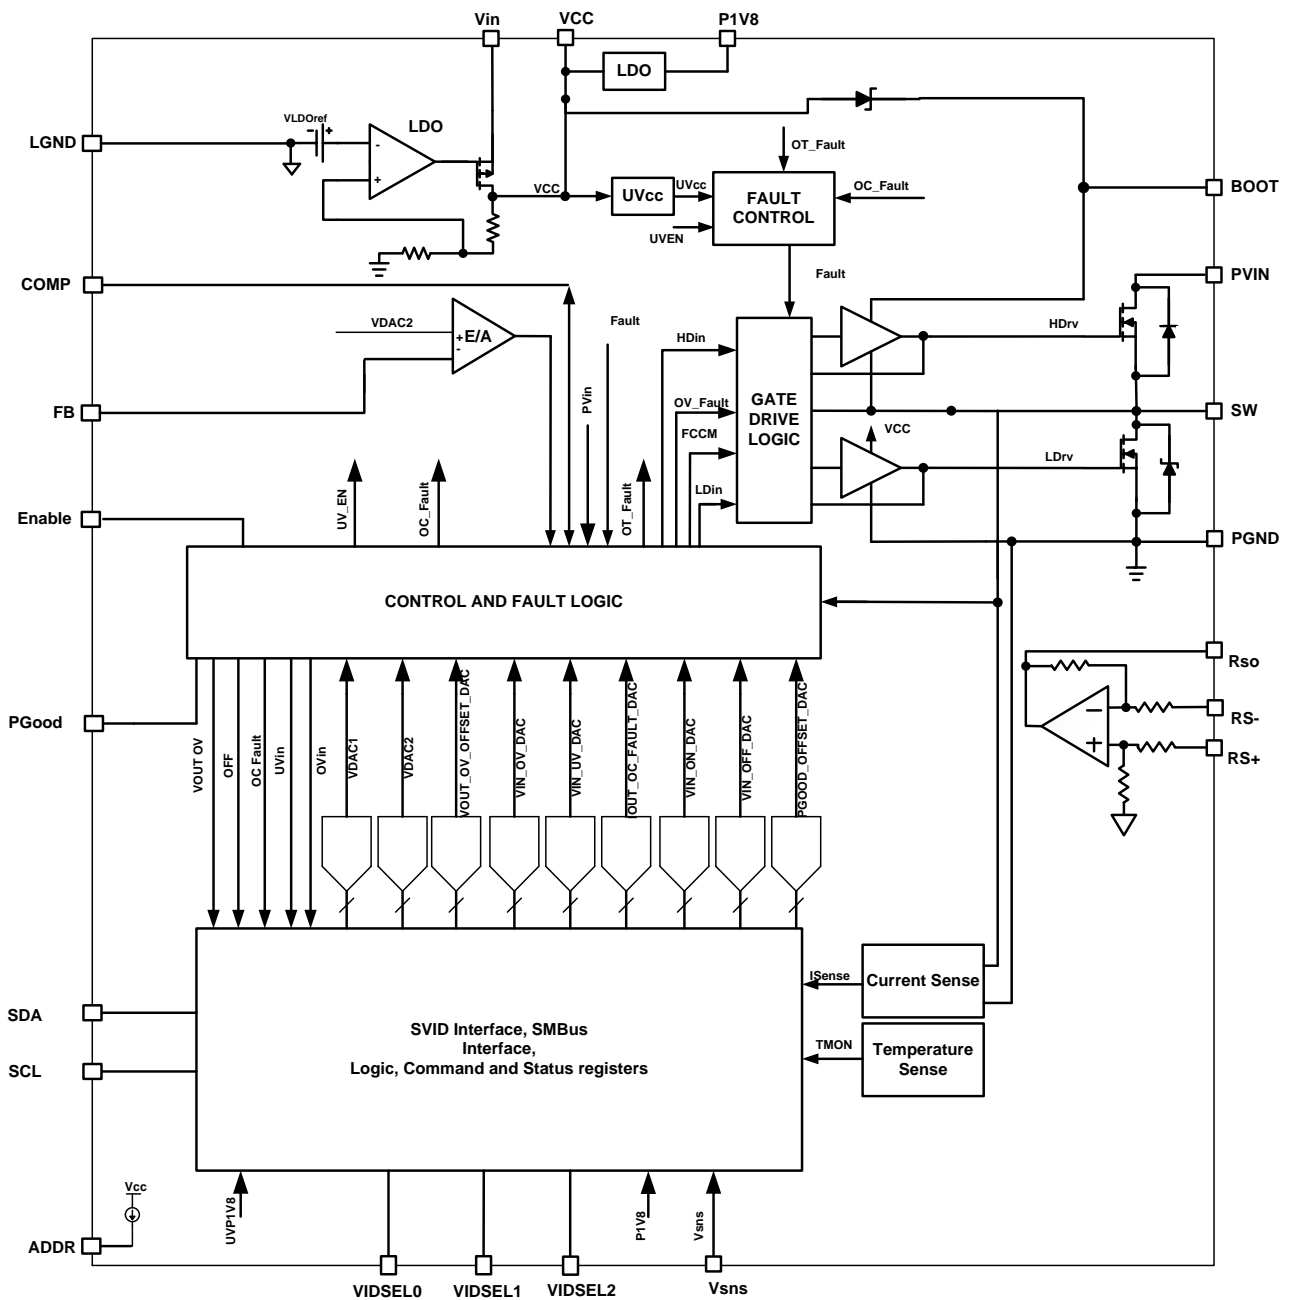 Vin
VCC
P1V8
LDO
VLDOref
LDO
-
+
-
+
LGND
OT_Fault
VCC
UVcc
UVcc
FAULT
CONTROL
OC_Fault
BOOT
UVEN
Fault
COMP
PVIN
VDAC2
+
E/A
-
Fault
HDin
HDrv
PVin
OV_Fault
GATE
DRIVE
LOGIC
FB
SW
FCCM
VCC
LDrv
UV_EN
OC_Fault
OT_Fault
LDin
Enable
PGND
CONTROL AND FAULT LOGIC
Rso
RS-
RS+
PGood
VOUT OV
OFF
OC Fault
UVin
OVin
VDAC1
VDAC2
VOUT_OV_OFFSET_DAC
VIN_OV_DAC
VIN_UV_DAC
IOUT_OC_FAULT_DAC
VIN_ON_DAC
VIN_OFF_DAC
PGOOD_OFFSET_DAC
ISense
Current Sense
SDA
SVID Interface, SMBus
Interface,
Logic, Command and Status registers
TMON
Temperature
Sense
SCL
Vcc
UVP1V8
P1V8
Vsns
ADDR
VIDSEL0
VIDSEL1
VIDSEL2
Vsns